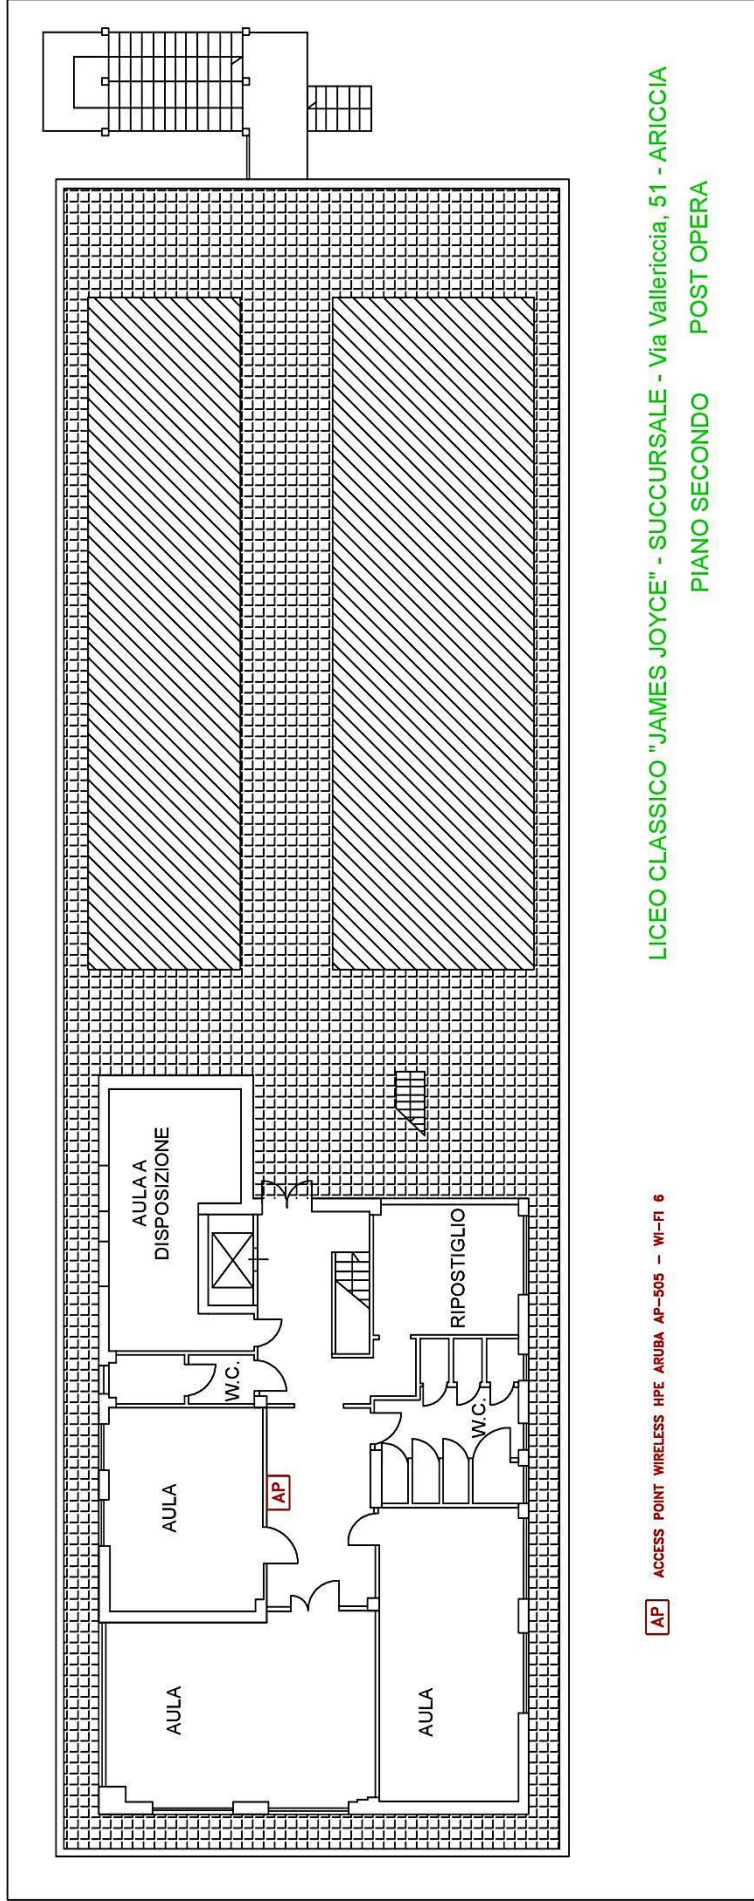 AULA
AULA
AP
W.C.
AULA A
DISPOSIZIONE
AULA
W.C.
RIPOSTIGLIO
AP ACCESS POINT WIRELESS HPE ARUBA AP-505 - WI-FI 6
LICEO CLASSICO "JAMES JOYCE" - SUCCURSALE - Via Vallericcia, 51 - ARICCIA
PIANO SECONDO POST OPERA